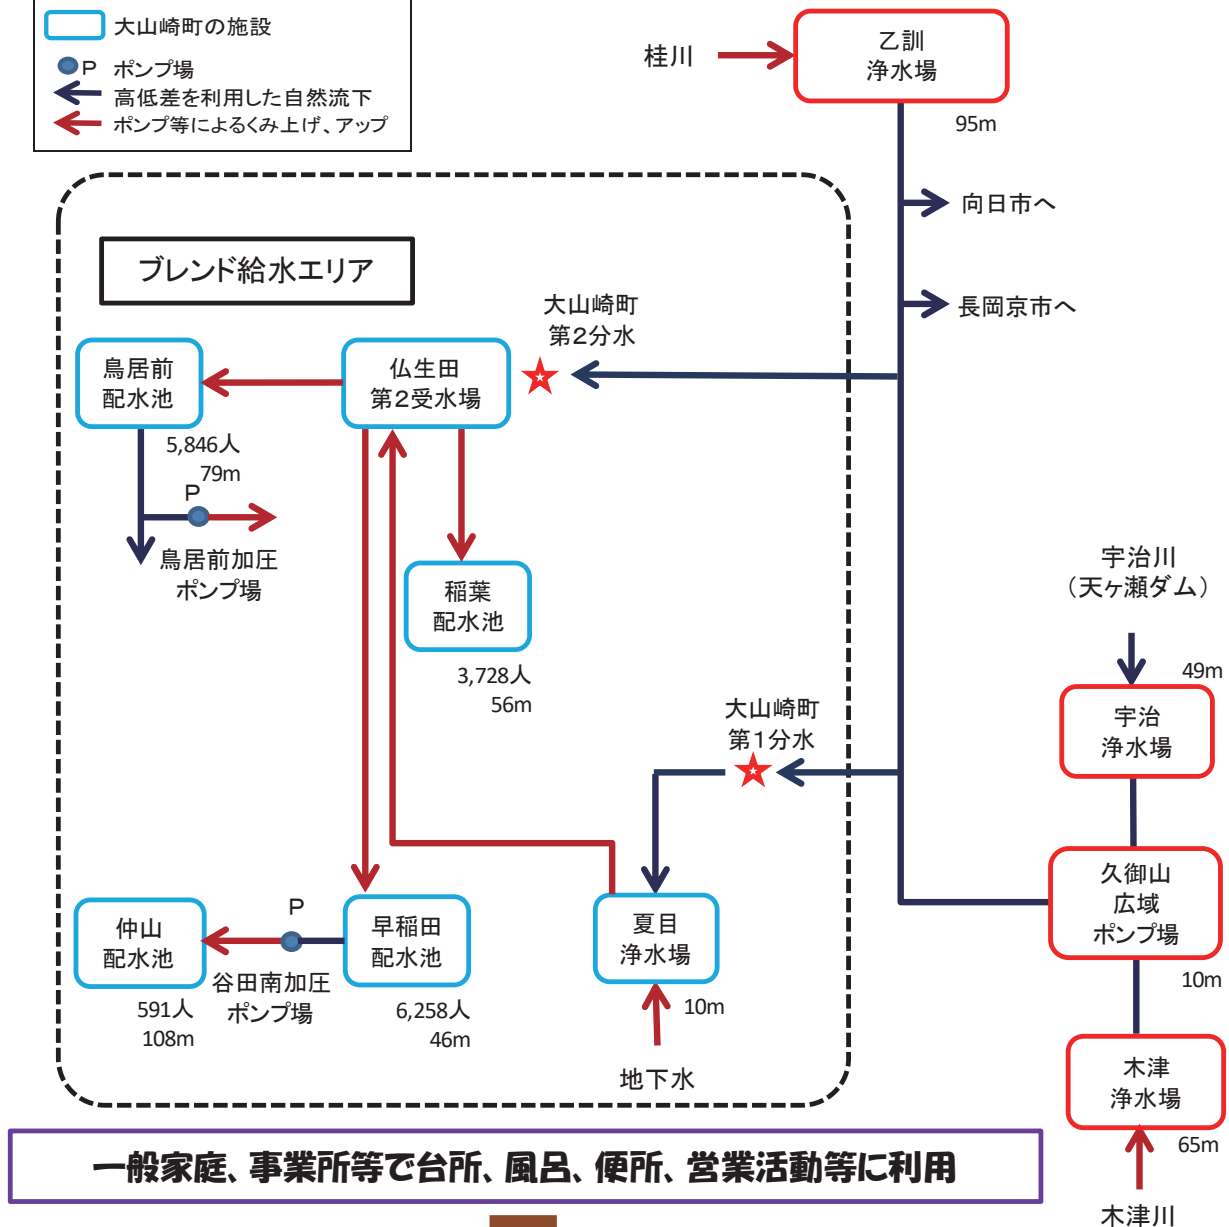 大山崎町の施設
P ポンプ場
高低差を利用した自然流下
ポンプ等によるくみ上げ、アップ
桂川
乙訓
浄水場
95m
向日市へ
長岡京市へ
ブレンド給水エリア
大山崎町
第2分水
鳥居前
配水池
5,846人
79m
仏生田
第2受水場
P
鳥居前加圧
ポンプ場
稲葉
配水池
3,728人
56m
大山崎町
第1分水
宇治川
(天ヶ瀬ダム)
49m
宇治
浄水場
久御山
広域
ポンプ場
10m
仲山
配水池
591人
108m
P
谷田南加圧
ポンプ場
早稲田
配水池
6,258人
46m
夏目
浄水場
10m
地下水
木津
浄水場
65m
木津川
一般家庭、事業所等で台所、風呂、便所、営業活動等に利用